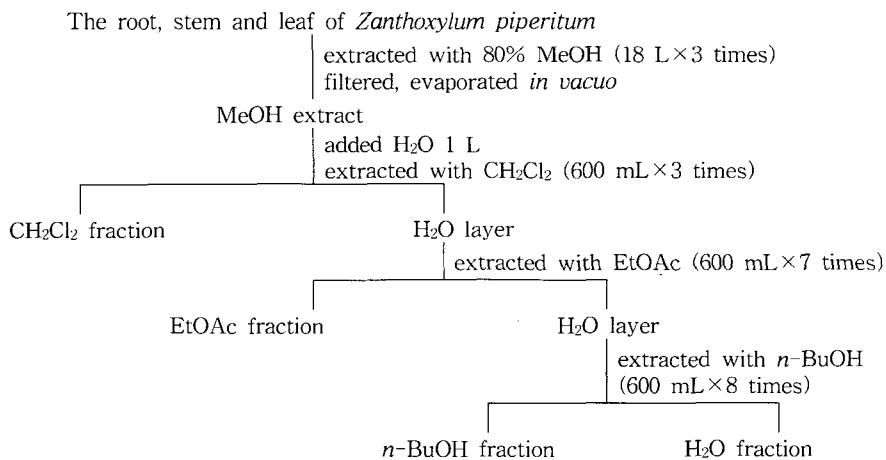 The root, stem and leaf of Zanthoxylum piperitum
extracted with 80% MeOH (18 L×3 times)
filtered, evaporated in vacuo
MeOH extract
added H₂O 1 L
extracted with CH₂Cl₂ (600 mL×3 times)
CH₂Cl₂ fraction
H₂O layer
extracted with EtOAc (600 mL×7 times)
EtOAc fraction
H₂O layer
extracted with n-BuOH
(600 mL×8 times)
n-BuOH fraction
H₂O fraction